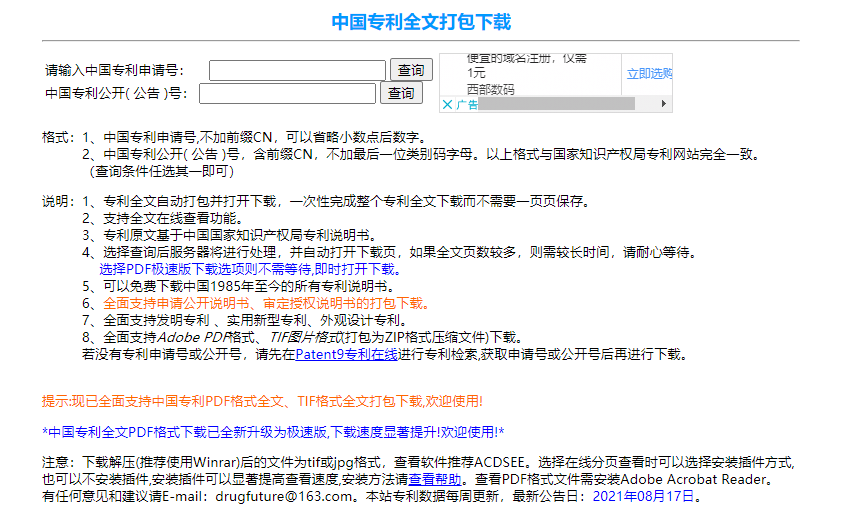 中国专利全文打包下载
请输入中国专利申请号： 查询
中国专利公开( 公告 )号： 查询
便宜的域名注册，仅需
1元
西部数码
立即选购
广告
格式：1、中国专利申请号,不加前缀CN，可以省略小数点后数字。
2、中国专利公开( 公告 )号，含前缀CN，不加最后一位类别码字母。以上格式与国家知识产权局专利网站完全一致。
（查询条件任选其一即可）
说明：1、专利全文自动打包并打开下载，一次性完成整个专利全文下载而不需要一页页保存。
2、支持全文在线查看功能。
3、专利原文基于中国国家知识产权局专利说明书。
4、选择查询后服务器将进行处理，并自动打开下载页，如果全文页数较多，则需较长时间，请耐心等待。
选择PDF极速版下载选项则不需等待,即时打开下载。
5、可以免费下载中国1985年至今的所有专利说明书。
6、全面支持申请公开说明书、审定授权说明书的打包下载。
7、全面支持发明专利 、实用新型专利、外观设计专利。
8、全面支持Adobe PDF格式、TIF图片格式(打包为ZIP格式压缩文件)下载。
若没有专利申请号或公开号，请先在Patent9专利在线进行专利检索,获取申请号或公开号后再进行下载。
提示:现已全面支持中国专利PDF格式全文、TIF格式全文打包下载,欢迎使用!
*中国专利全文PDF格式下载已全新升级为极速版,下载速度显著提升!欢迎使用!*
注意：下载解压(推荐使用Winrar)后的文件为tif或jpg格式，查看软件推荐ACDSEE。选择在线分页查看时可以选择安装插件方式,
也可以不安装插件,安装插件可以显著提高查看速度,安装方法请查看帮助。查看PDF格式文件需安装Adobe Acrobat Reader。
有任何意见和建议请E-mail：drugfuture@163.com。本站专利数据每周更新，最新公告日：2021年08月17日。